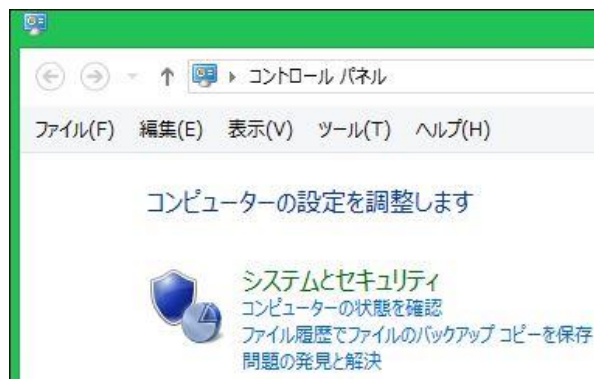 コントロール パネル
ファイル(F) 編集(E) 表示(V) ツール(T) ヘルプ(H)
コンピューターの設定を調整します
システムとセキュリティ
コンピューターの状態を確認
ファイル履歴でファイルのバックアップ コピーを保存
問題の発見と解決